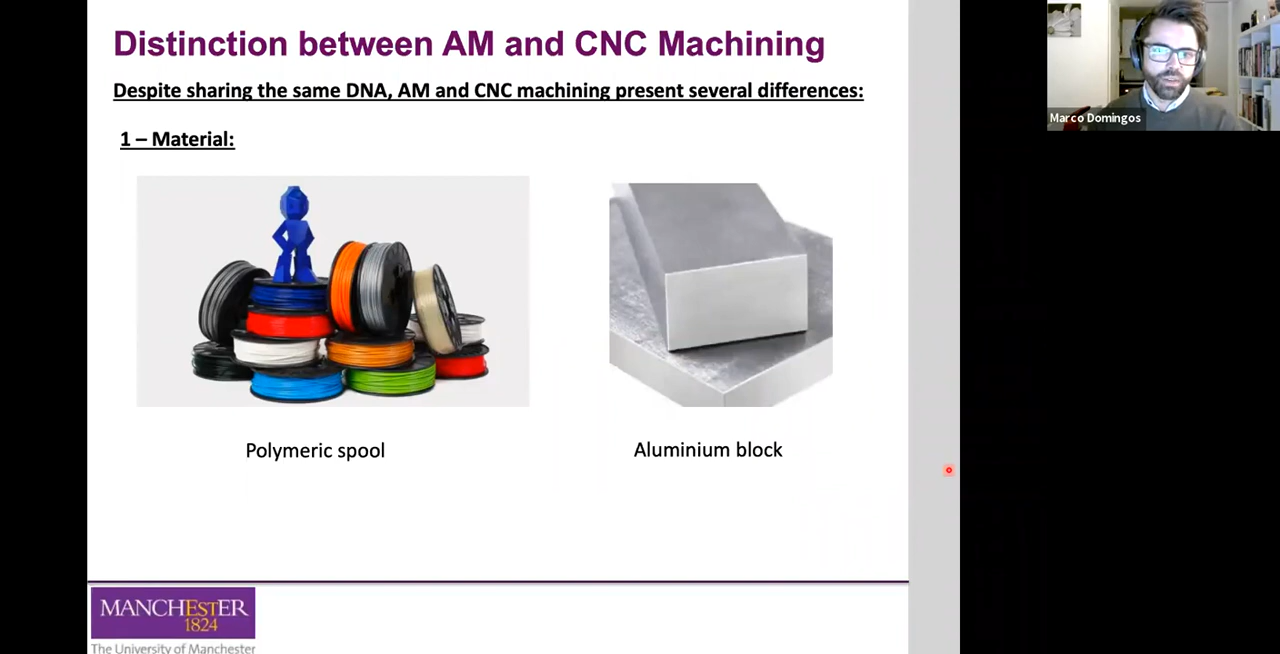 Distinction between AM and CNC Machining
Despite sharing the same DNA, AM and CNC machining present several differences:
1 – Material:
Polymeric spool
Aluminium block
MANCHESTER
1824
The University of Manchester
Marco Domingos